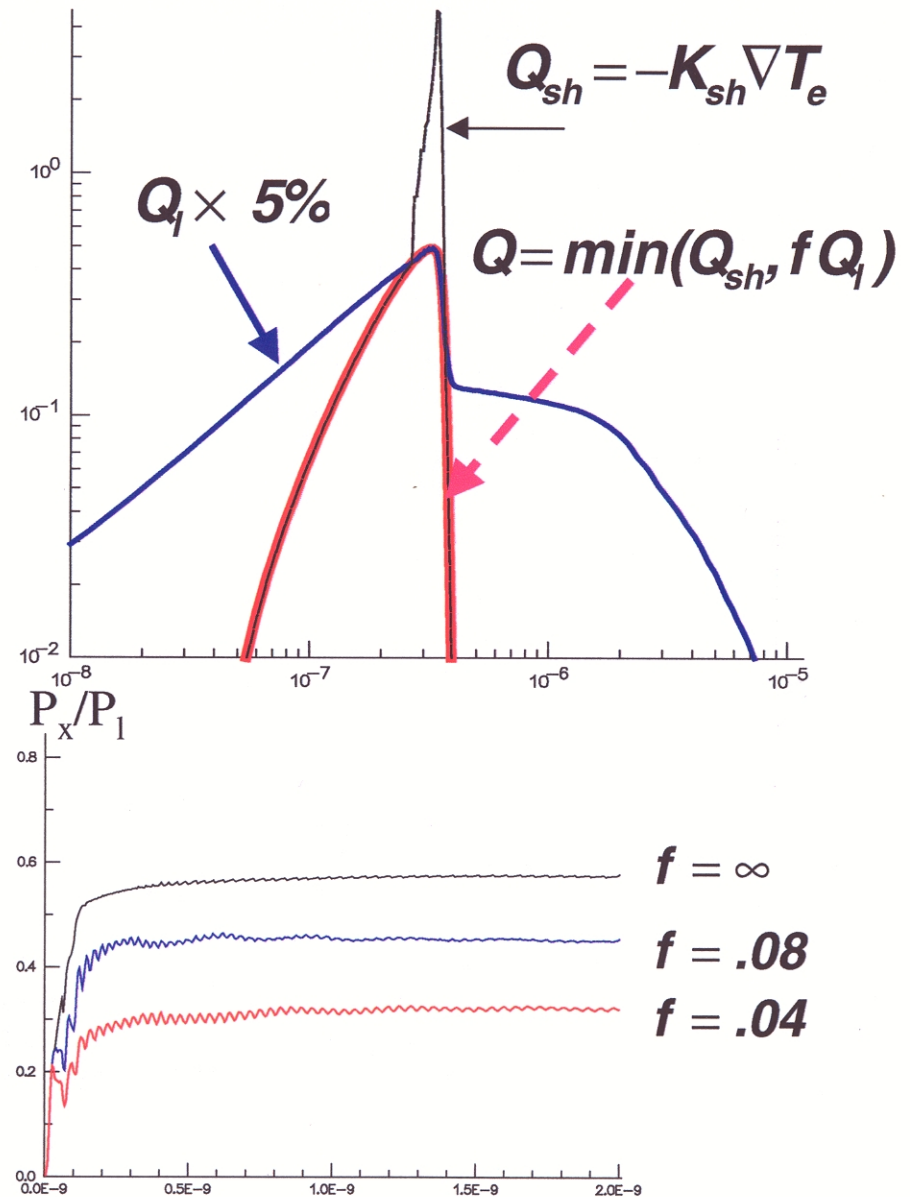 Q_sh = −K_sh ∇T_e
10^0
Q_l × 5%
Q = min(Q_sh, f Q_l)
10^-1
10^-2
10^-8 10^-7 10^-6 10^-5
P_x/P_l
0.8
0.6
f = ∞
f = .08
0.4
f = .04
0.2
0.0
0.0E-9 0.5E-9 1.0E-9 1.5E-9 2.0E-9